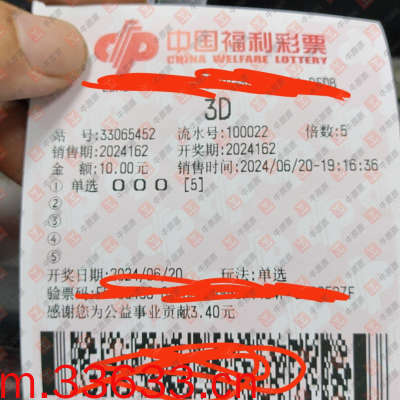 中国福利彩票
CHINA WELFARE LOTTERY
3D
站 号:33065452 流水号:100022 倍数:5
销售期:2024162 开奖期:2024162
金 额:10.00元 销售时间:2024/06/20-19:16:36
① 单选 0 0 0 [5]
②
③
④
⑤
开奖日期:2024/06/20 玩法:单选
验票码:
感谢您为公益事业贡献3.40元
m.33633.cn